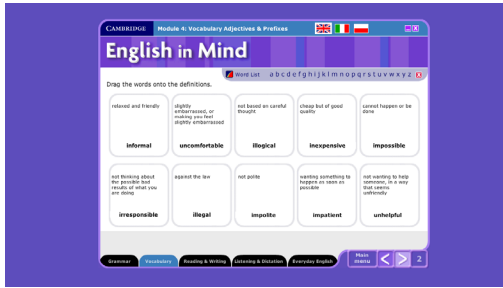 CAMBRIDGE Module 4: Vocabulary Adjectives & Prefixes
English in Mind
Word List a b c d e f g h i j k l m n o p q r s t u v w x y z
Drag the words onto the definitions.
relaxed and friendly
informal
slightly
embarrassed, or
making you feel
slightly embarrassed
uncomfortable
not based on careful
thought
illogical
cheap but of good
quality
inexpensive
cannot happen or be
done
impossible
not thinking about
the possible bad
results of what you
are doing
irresponsible
against the law
illegal
not polite
impolite
wanting something to
happen as soon as
possible
impatient
not wanting to help
someone, in a way
that seems
unfriendly
unhelpful
Grammar Vocabulary Reading & Writing Listening & Dictation Everyday English
Main
menu
2